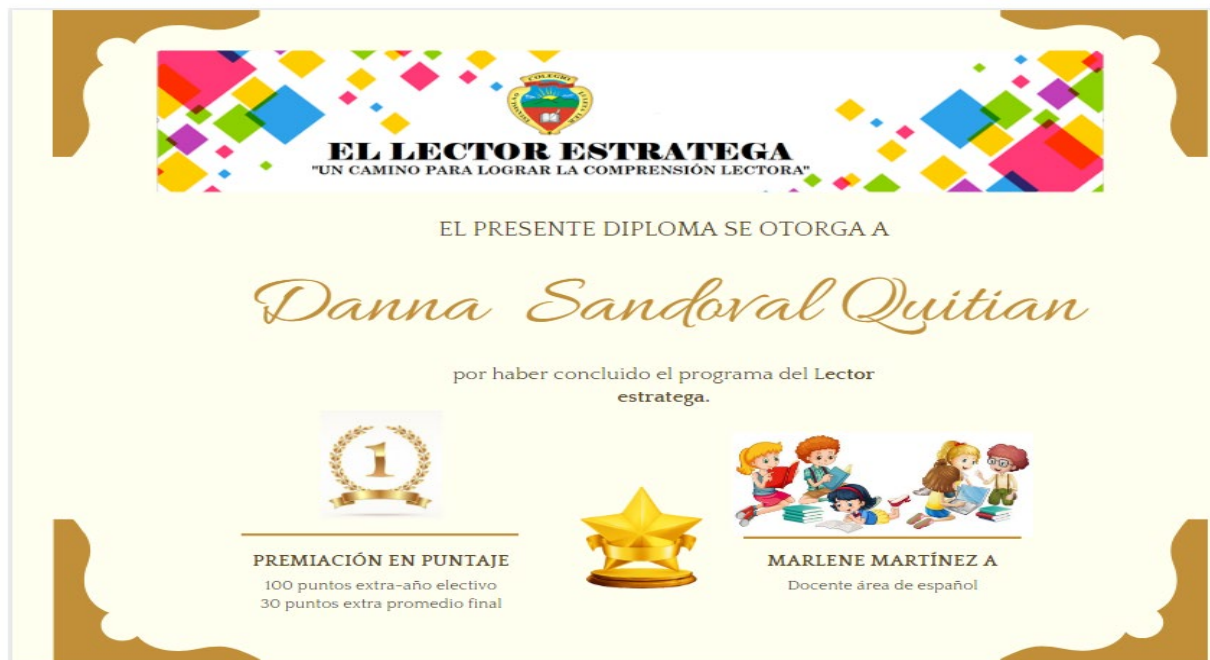 COLEGIO
EL LECTOR ESTRATEGA
"UN CAMINO PARA LOGRAR LA COMPRENSIÓN LECTORA"
EL PRESENTE DIPLOMA SE OTORGA A
Danna Sandoval Quitian
por haber concluido el programa del Lector
estratega.
1
PREMIACIÓN EN PUNTAJE
100 puntos extra-año electivo
30 puntos extra promedio final
MARLENE MARTÍNEZ A
Docente área de español